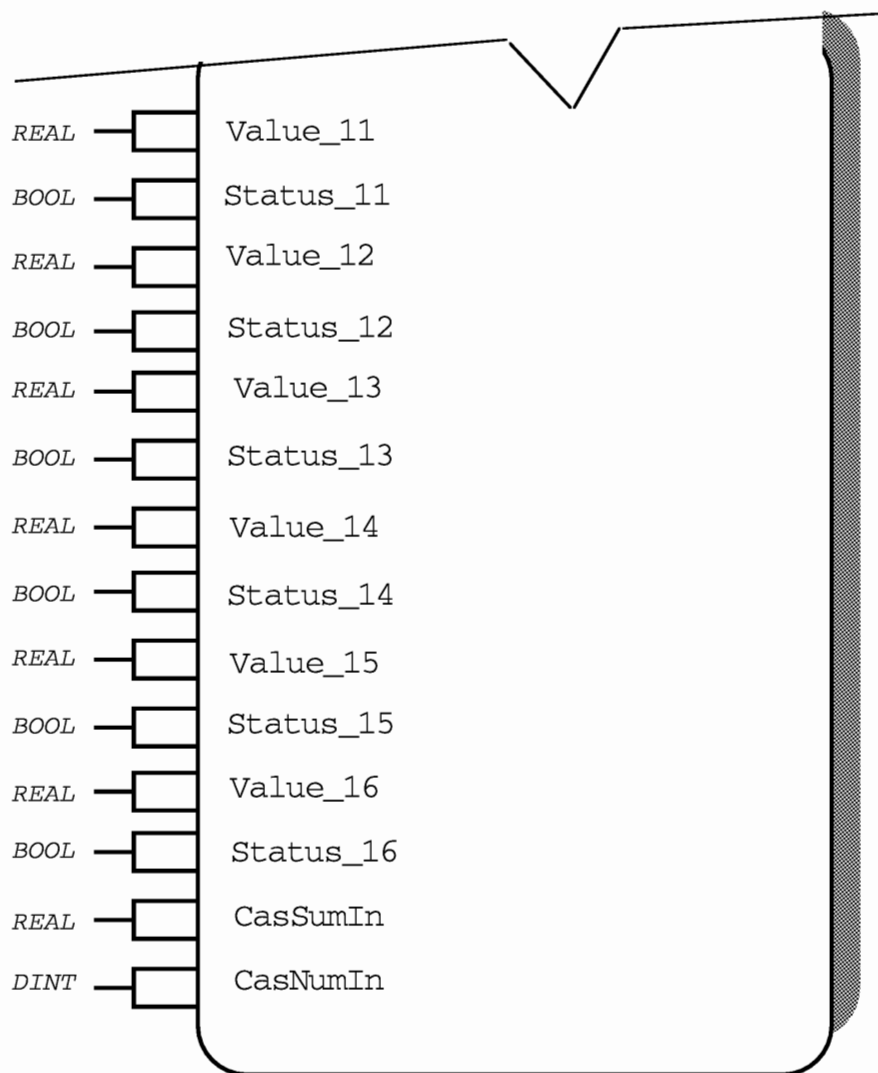 REAL Value_11
BOOL Status_11
REAL Value_12
BOOL Status_12
REAL Value_13
BOOL Status_13
REAL Value_14
BOOL Status_14
REAL Value_15
BOOL Status_15
REAL Value_16
BOOL Status_16
REAL CasSumIn
DINT CasNumIn